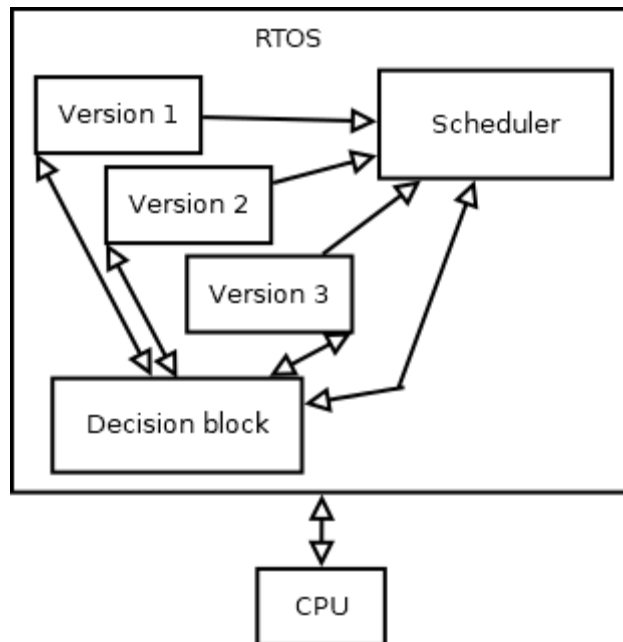 RTOS
Version 1
Scheduler
Version 2
Version 3
Decision block
CPU